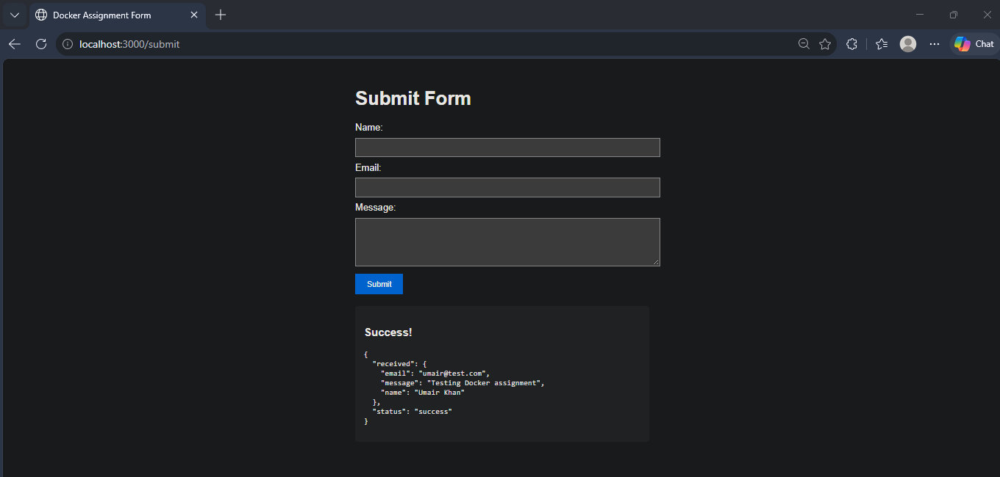 Docker Assignment Form
localhost:3000/submit
Chat
Submit Form
Name:
Email:
Message:
Submit
Success!
{
  "received": {
    "email": "umair@test.com",
    "message": "Testing Docker assignment",
    "name": "Umair Khan"
  },
  "status": "success"
}